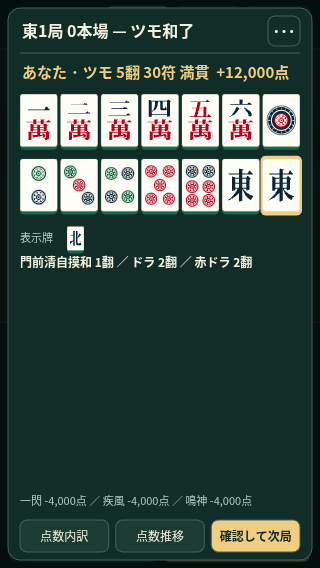 東1局 0本場 — ツモ和了
…
あなた・ツモ 5翻 30符 満貫 +12,000点
一萬 二萬 三萬 四萬 五萬 六萬
東 東
表示牌 北
門前清自摸和 1翻 ／ ドラ 2翻 ／ 赤ドラ 2翻
一閃 -4,000点 ／ 疾風 -4,000点 ／ 鳴神 -4,000点
点数内訳 点数推移 確認して次局